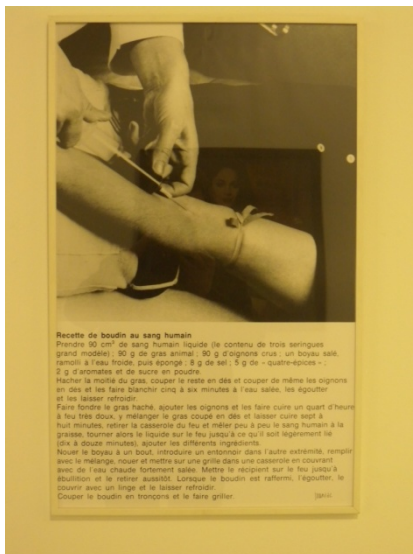 Recette de boudin au sang humain
Prendre 90 cm³ de sang humain liquide (le contenu de trois seringues
grand modèle) ; 90 g de gras animal ; 90 g d'oignons crus ; un boyau salé,
ramolli à l'eau froide, puis épongé ; 8 g de sel ; 5 g de « quatre-épices » ;
2 g d'aromates et de sucre en poudre.
Hacher la moitié du gras, couper le reste en dés et couper de même les oignons
en dés et les faire blanchir cinq à six minutes à l'eau salée, les égoutter
et les laisser refroidir.
Faire fondre le gras haché, ajouter les oignons et les faire cuire un quart d'heure
à feu très doux, y mélanger le gras coupé en dés et laisser cuire sept à
huit minutes, retirer la casserole du feu et mêler peu à peu le sang humain à la
graisse, tourner alors le liquide sur le feu jusqu'à ce qu'il soit légèrement lié
(dix à douze minutes), ajouter les différents ingrédients.
Nouer le boyau à un bout, introduire un entonnoir dans l'autre extrémité, remplir
avec le mélange, nouer et mettre sur une grille dans une casserole en couvrant
avec de l'eau chaude fortement salée. Mettre le récipient sur le feu jusqu'à
ébullition et le retirer aussitôt. Lorsque le boudin est raffermi, l'égoutter, le
couvrir avec un linge et le laisser refroidir.
Couper le boudin en tronçons et le faire griller.